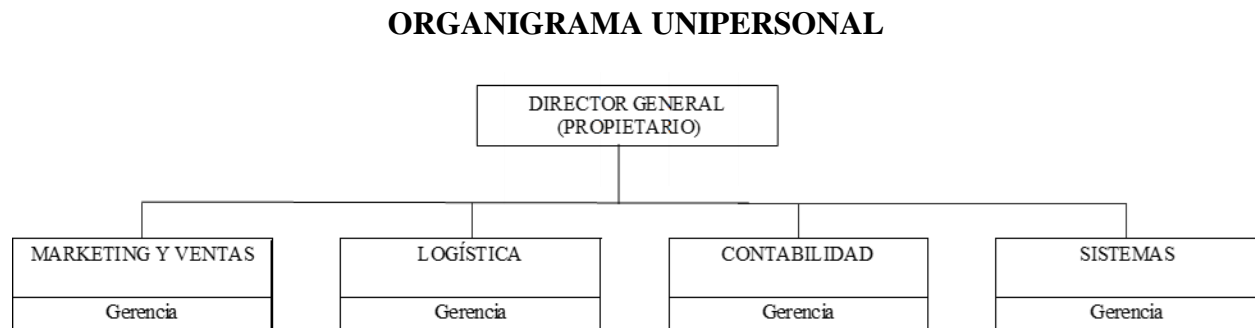 ORGANIGRAMA UNIPERSONAL
DIRECTOR GENERAL
(PROPIETARIO)
MARKETING Y VENTAS
LOGÍSTICA
CONTABILIDAD
SISTEMAS
Gerencia
Gerencia
Gerencia
Gerencia